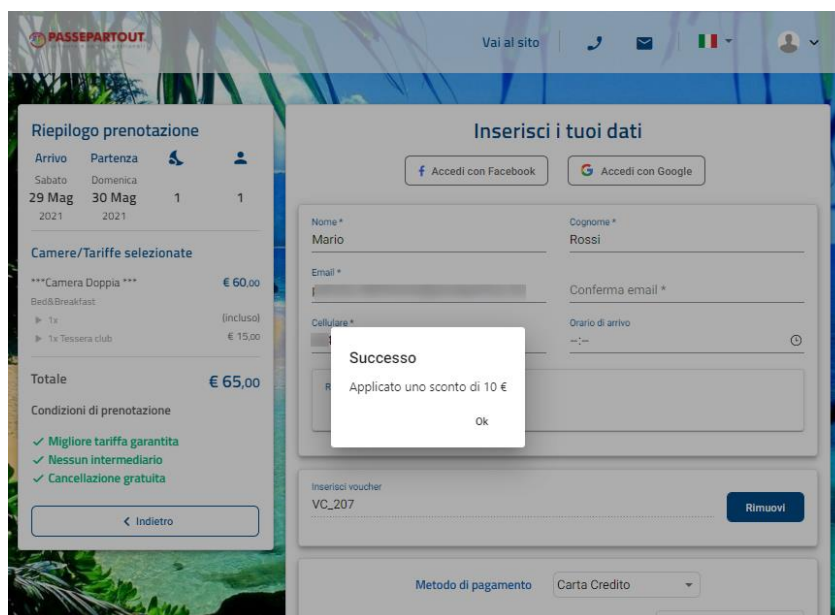 PASSEPARTOUT
Vai al sito
Riepilogo prenotazione
Arrivo Partenza
Sabato Domenica
29 Mag 30 Mag 1 1
2021 2021
Camere/Tariffe selezionate
***Camera Doppia *** € 60,00
Bed&Breakfast
1x (incluso)
1x Tessera club € 15,00
Totale € 65,00
Condizioni di prenotazione
Migliore tariffa garantita
Nessun intermediario
Cancellazione gratuita
Indietro
Inserisci i tuoi dati
Accedi con Facebook
Accedi con Google
Nome * Cognome *
Mario Rossi
Email *
Conferma email *
Cellulare * Orario di arrivo
--:--
Successo
Applicato uno sconto di 10 €
Ok
Inserisci voucher
VC_207
Rimuovi
Metodo di pagamento Carta Credito